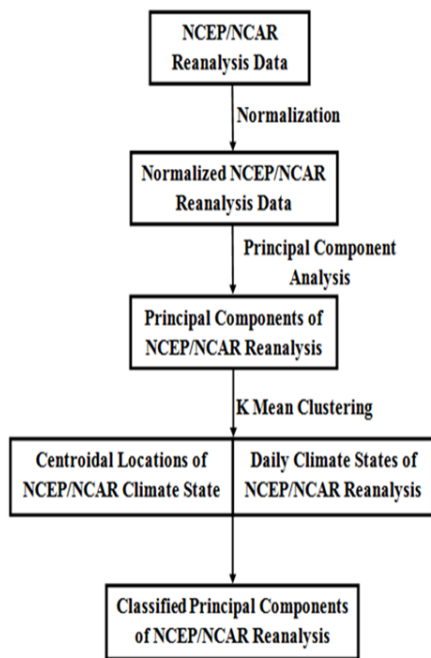 NCEP/NCAR
Reanalysis Data
Normalization
Normalized NCEP/NCAR
Reanalysis Data
Principal Component
Analysis
Principal Components of
NCEP/NCAR Reanalysis
K Mean Clustering
Centroidal Locations of
NCEP/NCAR Climate State
Daily Climate States of
NCEP/NCAR Reanalysis
Classified Principal Components
of NCEP/NCAR Reanalysis